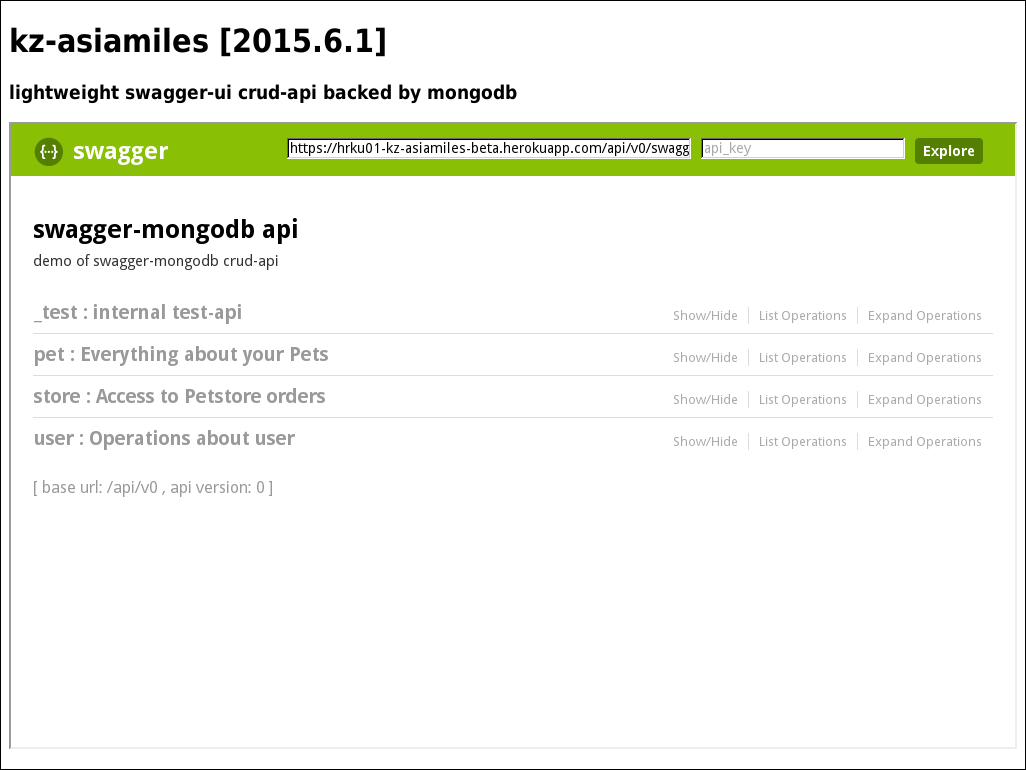 kz-asiamiles [2015.6.1]
lightweight swagger-ui crud-api backed by mongodb
{···} swagger https://hrku01-kz-asiamiles-beta.herokuapp.com/api/v0/swagg api_key Explore
swagger-mongodb api
demo of swagger-mongodb crud-api
_test : internal test-api Show/Hide List Operations Expand Operations
pet : Everything about your Pets Show/Hide List Operations Expand Operations
store : Access to Petstore orders Show/Hide List Operations Expand Operations
user : Operations about user Show/Hide List Operations Expand Operations
[ base url: /api/v0 , api version: 0 ]